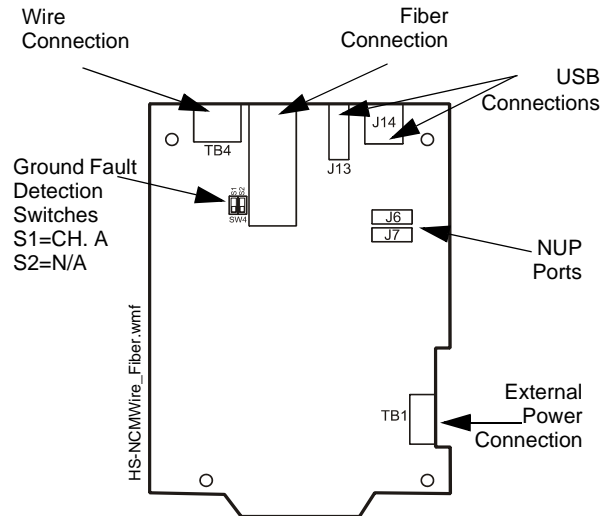 Wire
Connection
Fiber
Connection
USB
Connections
J14
TB4
J13
Ground Fault
Detection
Switches
S1=CH. A
S2=N/A
S1
S2
SW4
J6
J7
NUP
Ports
HS-NCMWire_Fiber.wmf
TB1
External
Power
Connection